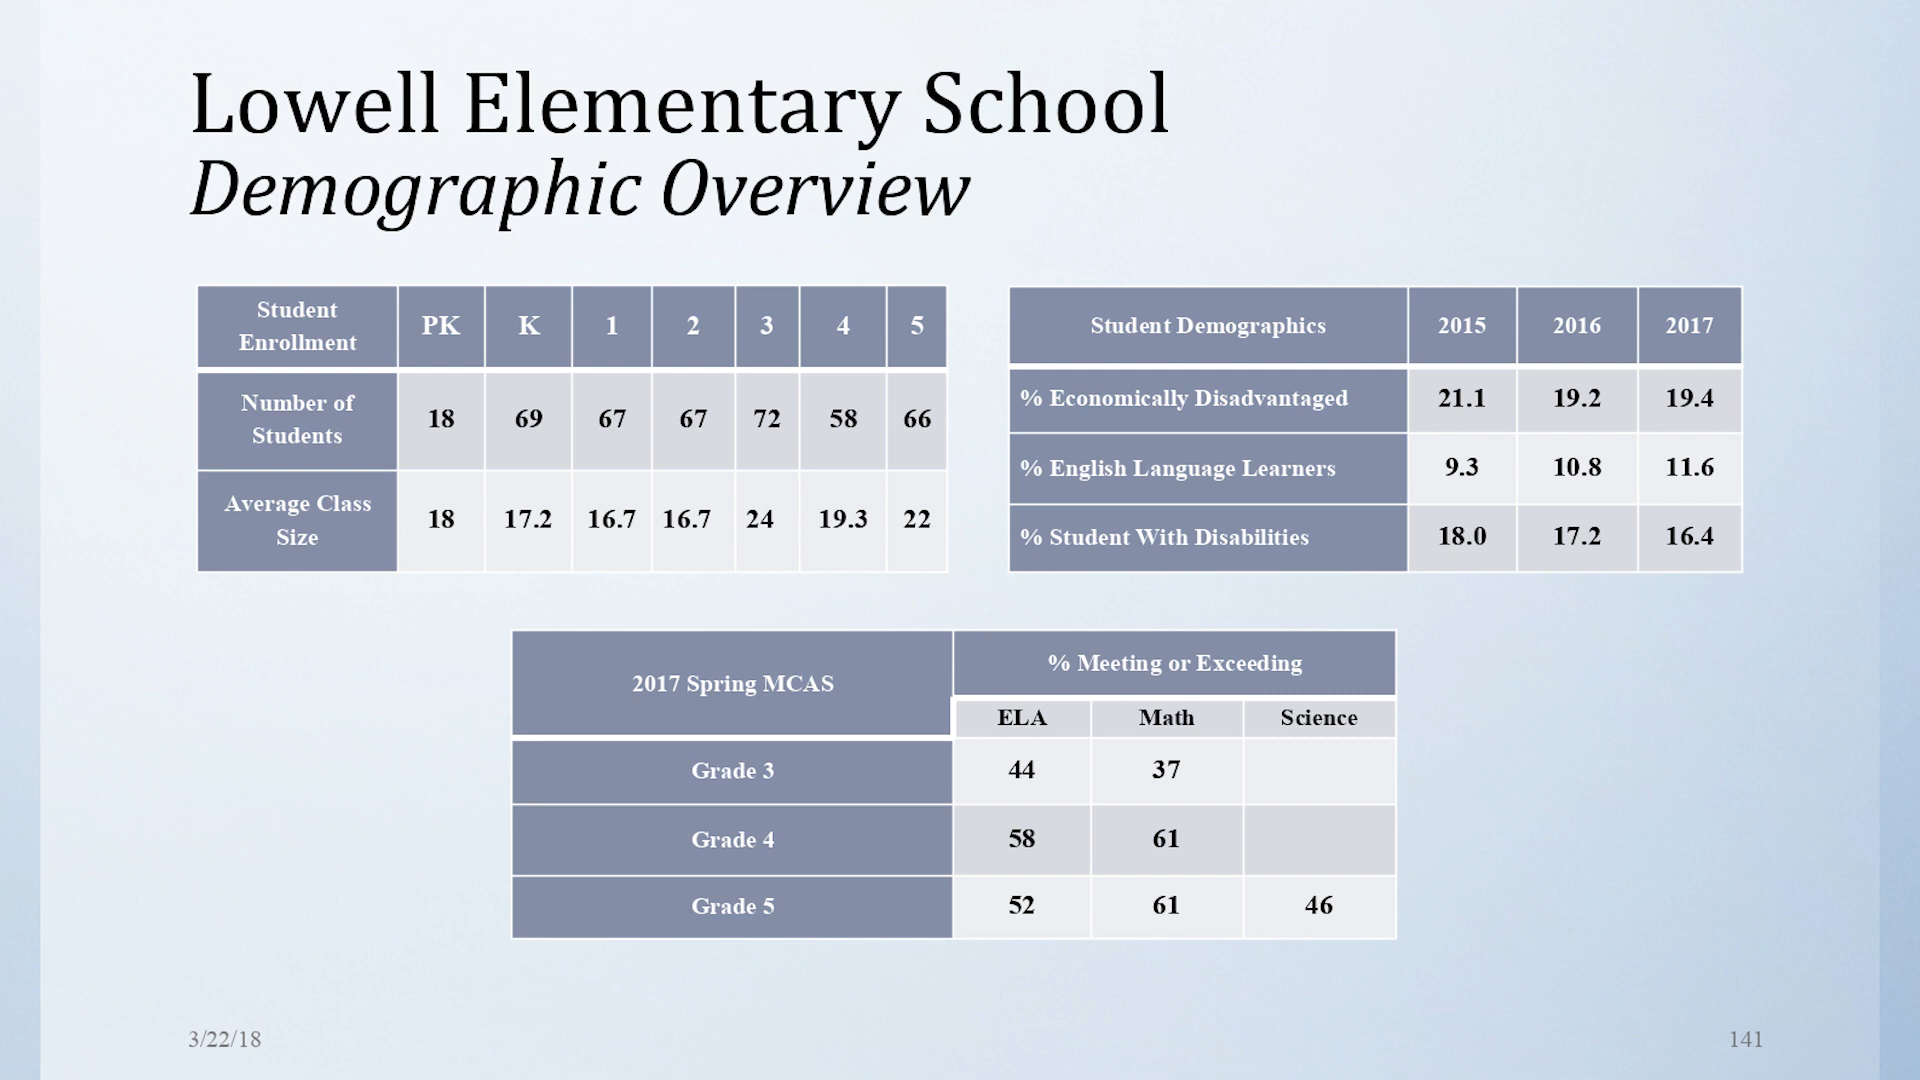 Lowell Elementary School
Demographic Overview
Student Enrollment PK K 1 2 3 4 5
Number of Students 18 69 67 67 72 58 66
Average Class Size 18 17.2 16.7 16.7 24 19.3 22
Student Demographics 2015 2016 2017
% Economically Disadvantaged 21.1 19.2 19.4
% English Language Learners 9.3 10.8 11.6
% Student With Disabilities 18.0 17.2 16.4
2017 Spring MCAS % Meeting or Exceeding
ELA Math Science
Grade 3 44 37
Grade 4 58 61
Grade 5 52 61 46
3/22/18 141